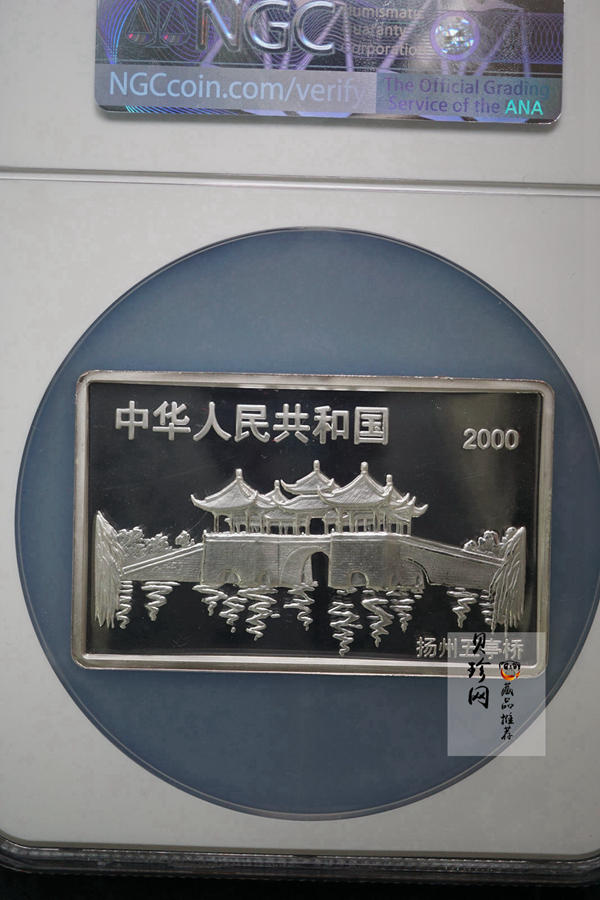 NGC
Numismatic
Guaranty
Corporation
NGCcoin.com/verify
The Official Grading
Service of the ANA
中华人民共和国
2000
扬州五亭桥
贝珍网
藏品推荐